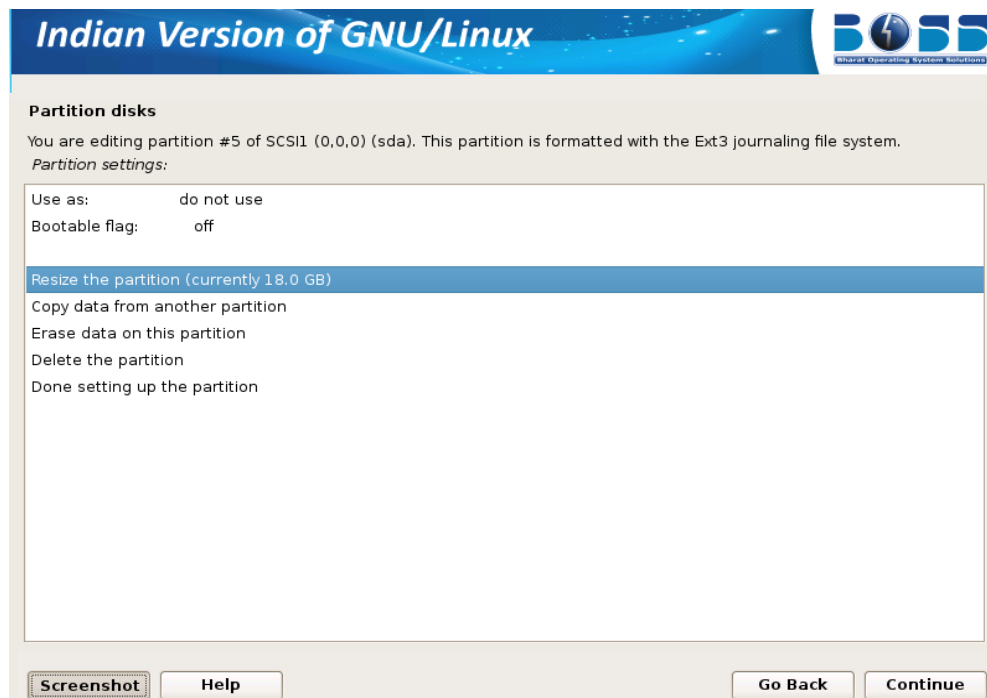 Indian Version of GNU/Linux
BOSS
Bharat Operating System Solutions
Partition disks
You are editing partition #5 of SCSI1 (0,0,0) (sda). This partition is formatted with the Ext3 journaling file system.
Partition settings:
Use as: do not use
Bootable flag: off
Resize the partition (currently 18.0 GB)
Copy data from another partition
Erase data on this partition
Delete the partition
Done setting up the partition
Screenshot Help Go Back Continue